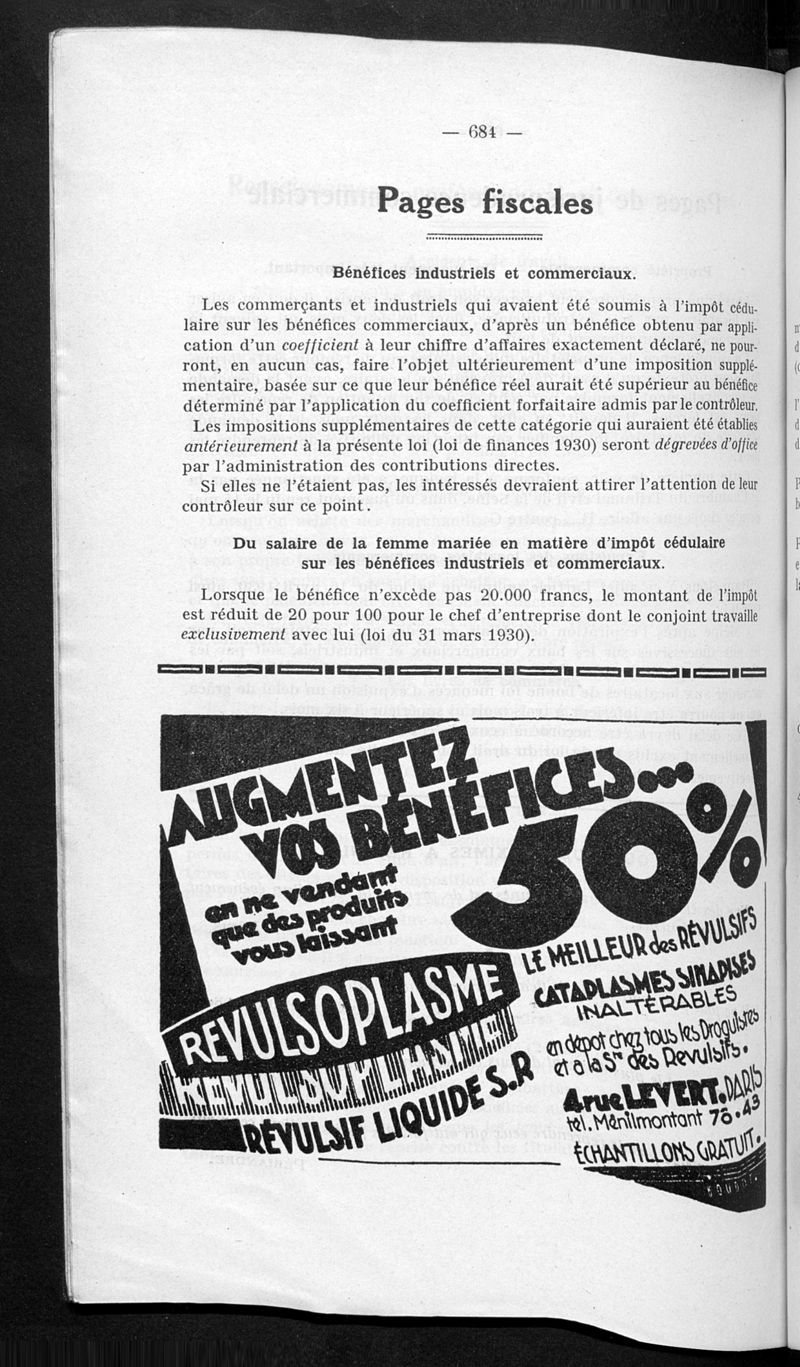 — 684 —
Pages fiscales
Bénéfices industriels et commerciaux.
Les commerçants et industriels qui avaient été soumis à l'impôt cédu-
laire sur les bénéfices commerciaux, d'après un bénéfice obtenu par appli-
cation d'un coefficient à leur chiffre d'affaires exactement déclaré, ne pour-
ront, en aucun cas, faire l'objet ultérieurement d'une imposition supplé-
mentaire, basée sur ce que leur bénéfice réel aurait été supérieur au bénéfice
déterminé par l'application du coefficient forfaitaire admis par le contrôleur.
Les impositions supplémentaires de cette catégorie qui auraient été établies
antérieurement à la présente loi (loi de finances 1930) seront dégrevées d'office
par l'administration des contributions directes.
Si elles ne l'étaient pas, les intéressés devraient attirer l'attention de leur
contrôleur sur ce point.
Du salaire de la femme mariée en matière d'impôt cédulaire
sur les bénéfices industriels et commerciaux.
Lorsque le bénéfice n'excède pas 20.000 francs, le montant de l'impôt
est réduit de 20 pour 100 pour le chef d'entreprise dont le conjoint travaille
exclusivement avec lui (loi du 31 mars 1930).
AUGMENTEZ
VOS BÉNÉFICES...
en ne vendant
que des produits
vous laissant
50%
REVULSOPLASME
REVULSOPLASME
RÉVULSIF LIQUIDE S.R
LE MEILLEUR des RÉVULSIFS
CATAPLASMES SINAPISÉS
INALTÉRABLES
en dépot chez tous les Droguistes
et a la Sté des Revulsifs.
4 rue LEVERT. PARIS
tél. Ménilmontant 78.43
ÉCHANTILLONS GRATUIT.